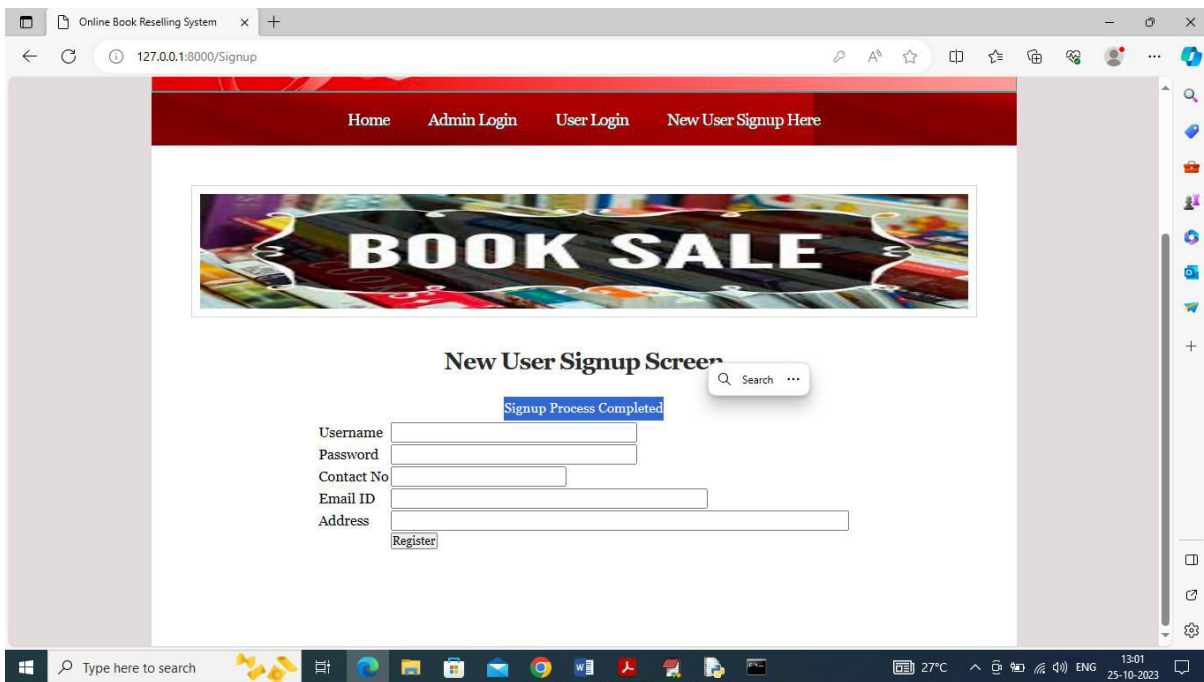 Online Book Reselling System
127.0.0.1:8000/Signup
Home Admin Login User Login New User Signup Here
BOOK SALE
New User Signup Screen
Search
Signup Process Completed
Username
Password
Contact No
Email ID
Address
Register
Type here to search
27°C
ENG
13:01
25-10-2023